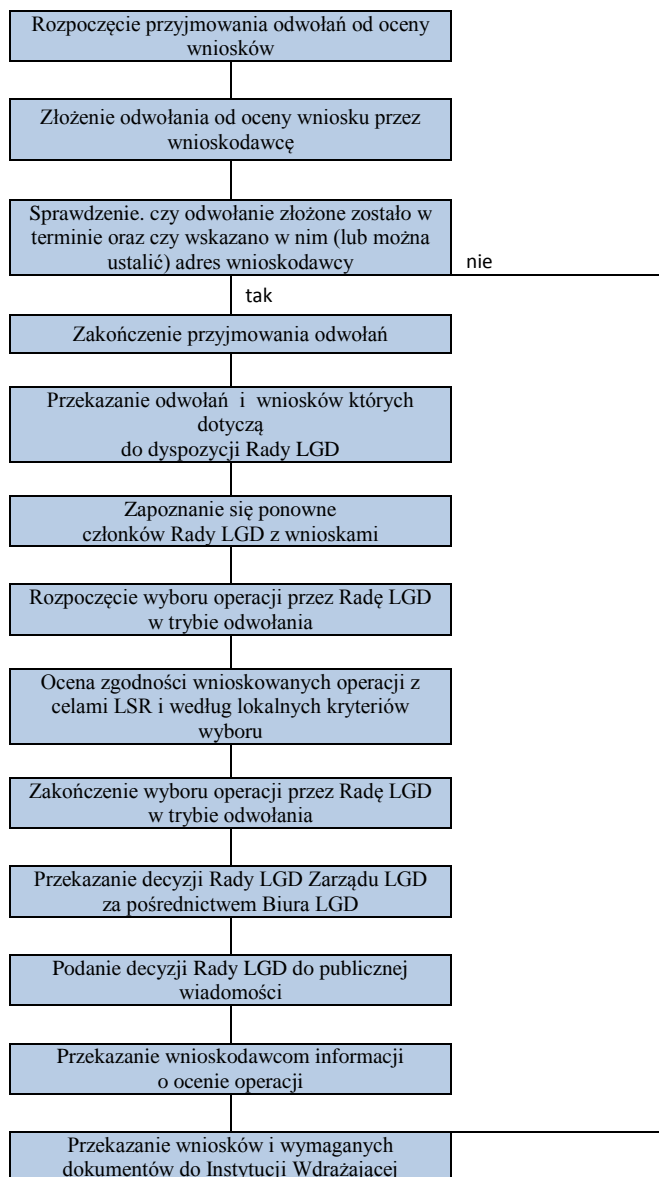 Rozpoczęcie przyjmowania odwołań od oceny
wniosków
Złożenie odwołania od oceny wniosku przez
wnioskodawcę
Sprawdzenie. czy odwołanie złożone zostało w
terminie oraz czy wskazano w nim (lub można
ustalić) adres wnioskodawcy
nie
tak
Zakończenie przyjmowania odwołań
Przekazanie odwołań i wniosków których
dotyczą
do dyspozycji Rady LGD
Zapoznanie się ponowne
członków Rady LGD z wnioskami
Rozpoczęcie wyboru operacji przez Radę LGD
w trybie odwołania
Ocena zgodności wnioskowanych operacji z
celami LSR i według lokalnych kryteriów
wyboru
Zakończenie wyboru operacji przez Radę LGD
w trybie odwołania
Przekazanie decyzji Rady LGD Zarządu LGD
za pośrednictwem Biura LGD
Podanie decyzji Rady LGD do publicznej
wiadomości
Przekazanie wnioskodawcom informacji
o ocenie operacji
Przekazanie wniosków i wymaganych
dokumentów do Instytucji Wdrażającej